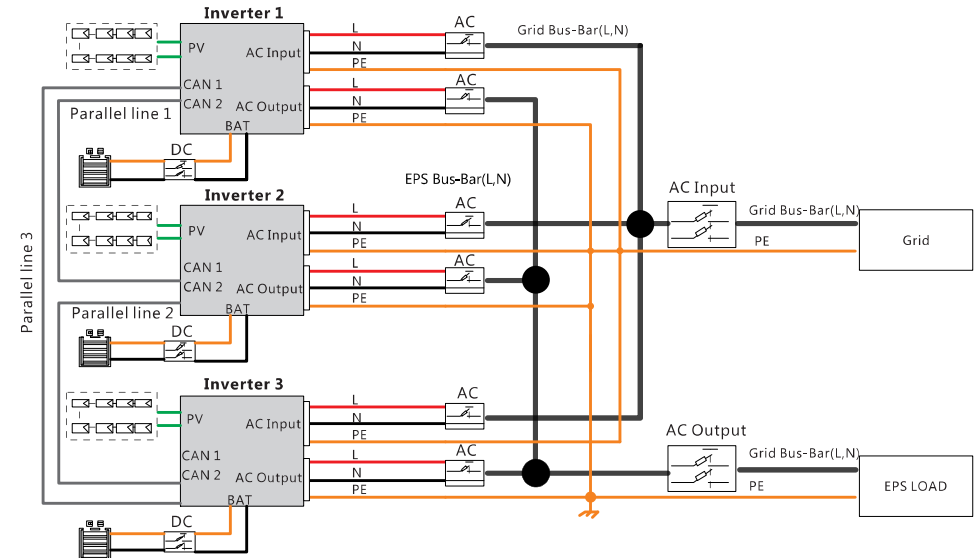 Inverter 1
AC
Grid Bus-Bar(L,N)
PV
AC Input
L
N
PE
CAN 1
CAN 2
AC Output
BAT
L
N
PE
AC
Parallel line 1
DC
EPS Bus-Bar(L,N)
Inverter 2
AC
AC Input
Grid Bus-Bar(L,N)
PE
Grid
PV
AC Input
L
N
PE
CAN 1
CAN 2
AC Output
BAT
L
N
PE
AC
Parallel line 3
Parallel line 2
DC
Inverter 3
AC
PV
AC Input
L
N
PE
CAN 1
CAN 2
AC Output
BAT
L
N
PE
AC
AC Output
Grid Bus-Bar(L,N)
PE
EPS LOAD
DC